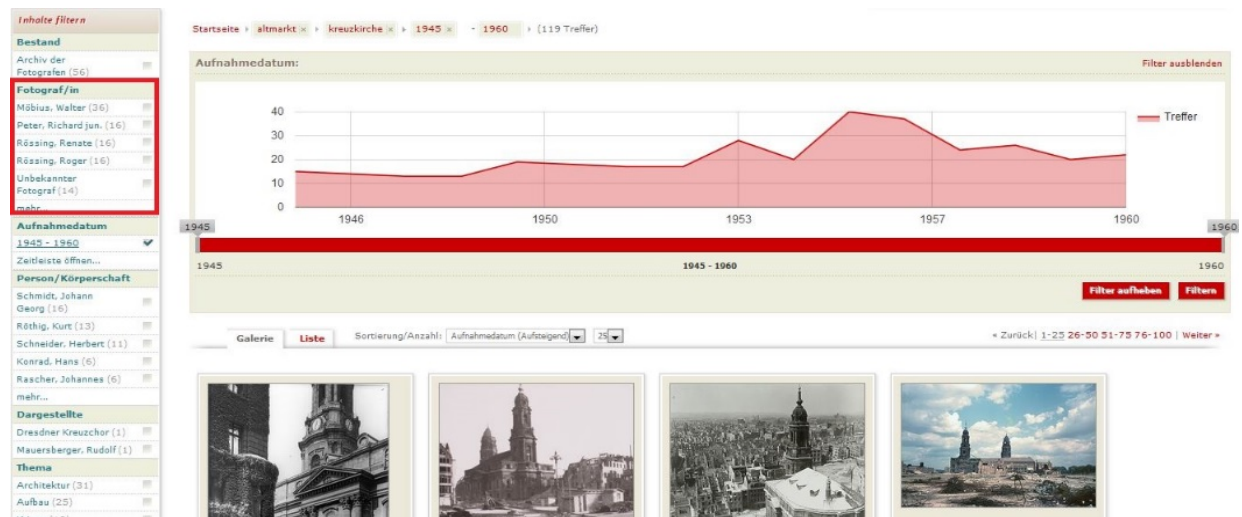 Inhalte filtern
Bestand
Archiv der
Fotografen (56)
Fotograf/in
Möbius, Walter (36)
Peter, Richard jun. (16)
Rössing, Renate (16)
Rössing, Roger (16)
Unbekannter
Fotograf (14)
mehr...
Aufnahmedatum
1945 - 1960
Zeitleiste öffnen...
Person/Körperschaft
Schmidt, Johann
Georg (16)
Röthig, Kurt (13)
Schneider, Herbert (11)
Konrad, Hans (6)
Rascher, Johannes (6)
mehr...
Dargestellte
Dresdner Kreuzchor (1)
Mauersberger, Rudolf (1)
Thema
Architektur (31)
Aufbau (25)
Startseite › altmarkt × › kreuzkirche × › 1945 × - 1960 › (119 Treffer)
Aufnahmedatum: Filter ausblenden
40
30
20
10
0
1946 1950 1953 1957 1960
Treffer
1945 1960
1945 1945 - 1960 1960
Filter aufheben Filtern
Galerie Liste Sortierung/Anzahl: Aufnahmedatum (Aufsteigend) 25 « Zurück| 1-25 26-50 51-75 76-100 | Weiter »